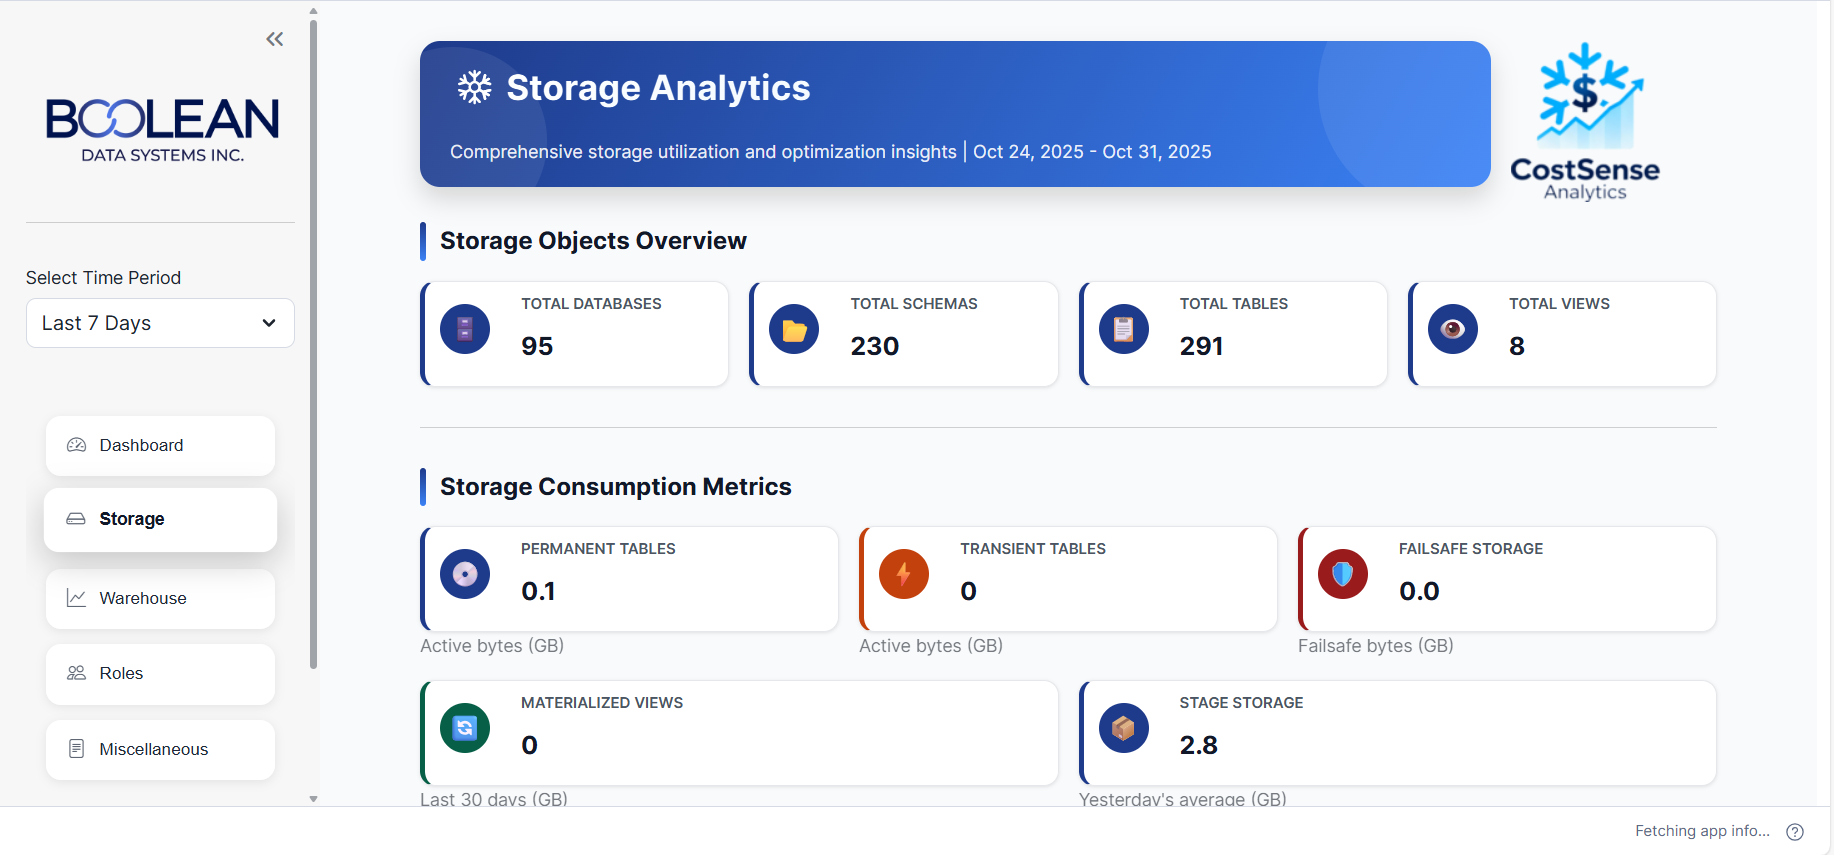 BOOLEAN
DATA SYSTEMS INC.
Select Time Period
Last 7 Days
Dashboard
Storage
Warehouse
Roles
Miscellaneous
Storage Analytics
Comprehensive storage utilization and optimization insights | Oct 24, 2025 - Oct 31, 2025
$
CostSense
Analytics
Storage Objects Overview
TOTAL DATABASES
95
TOTAL SCHEMAS
230
TOTAL TABLES
291
TOTAL VIEWS
8
Storage Consumption Metrics
PERMANENT TABLES
0.1
Active bytes (GB)
TRANSIENT TABLES
0
Active bytes (GB)
FAILSAFE STORAGE
0.0
Failsafe bytes (GB)
MATERIALIZED VIEWS
0
Last 30 days (GB)
STAGE STORAGE
2.8
Yesterday's average (GB)
Fetching app info...
?